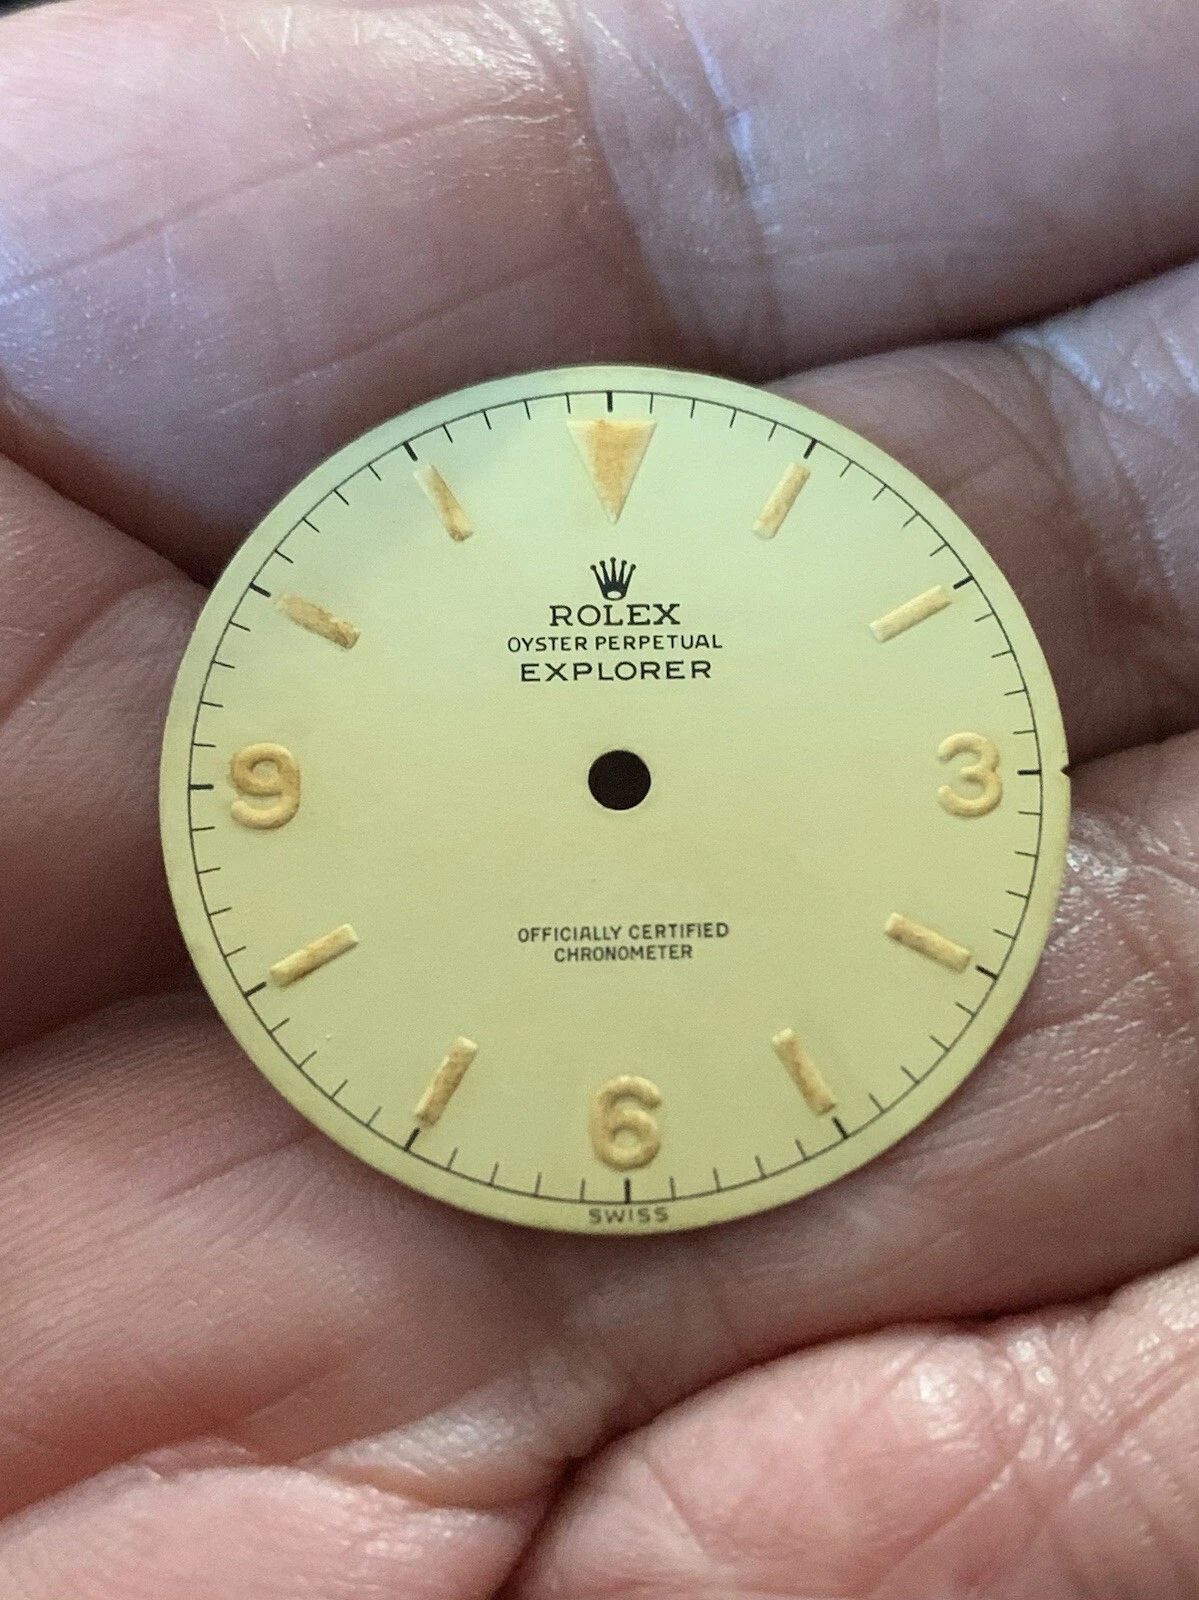 ROLEX
OYSTER PERPETUAL
EXPLORER
9
3
OFFICIALLY CERTIFIED
CHRONOMETER
6
SWISS